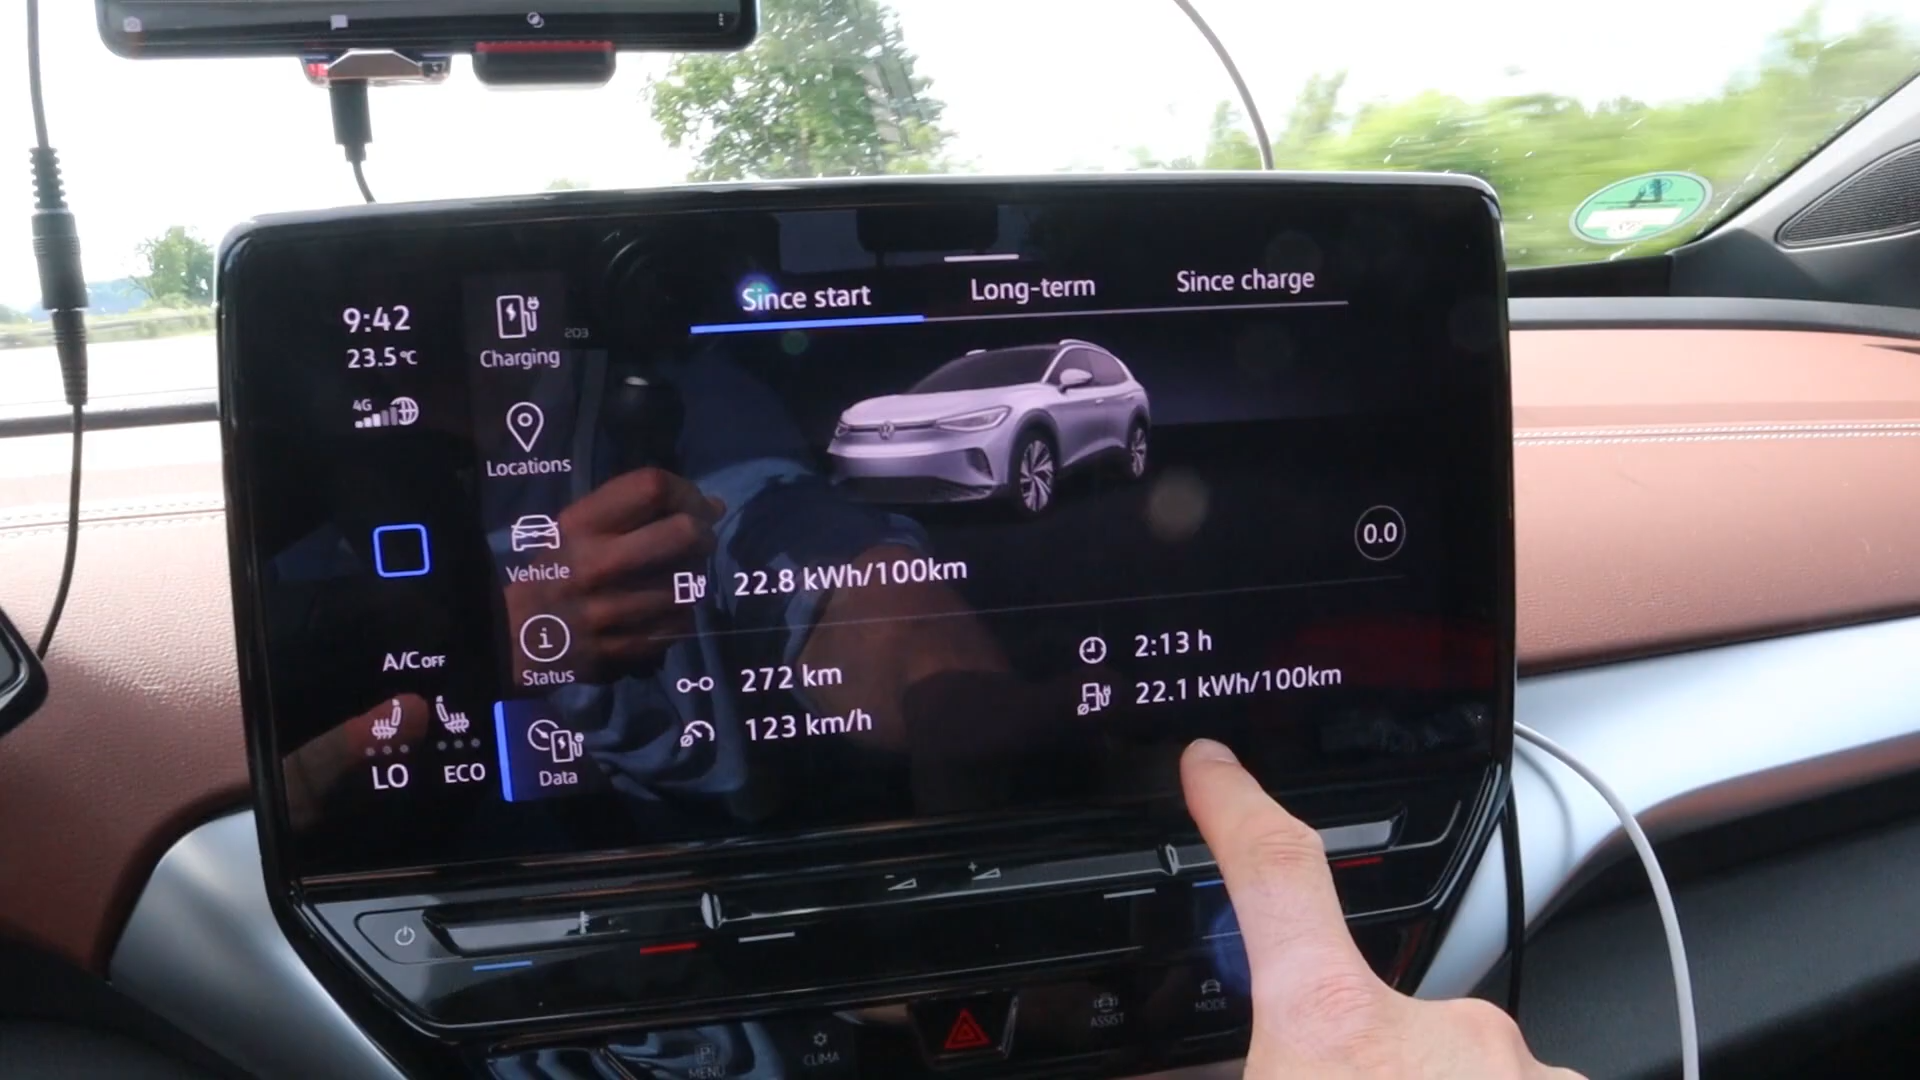 Since start
Long-term
Since charge
9:42
23.5°C
4G
Charging
203
Locations
Vehicle
Status
Data
A/C OFF
LO
ECO
0.0
22.8 kWh/100km
272 km
123 km/h
2:13 h
22.1 kWh/100km
MENU
CLIMA
ASSIST
MODE